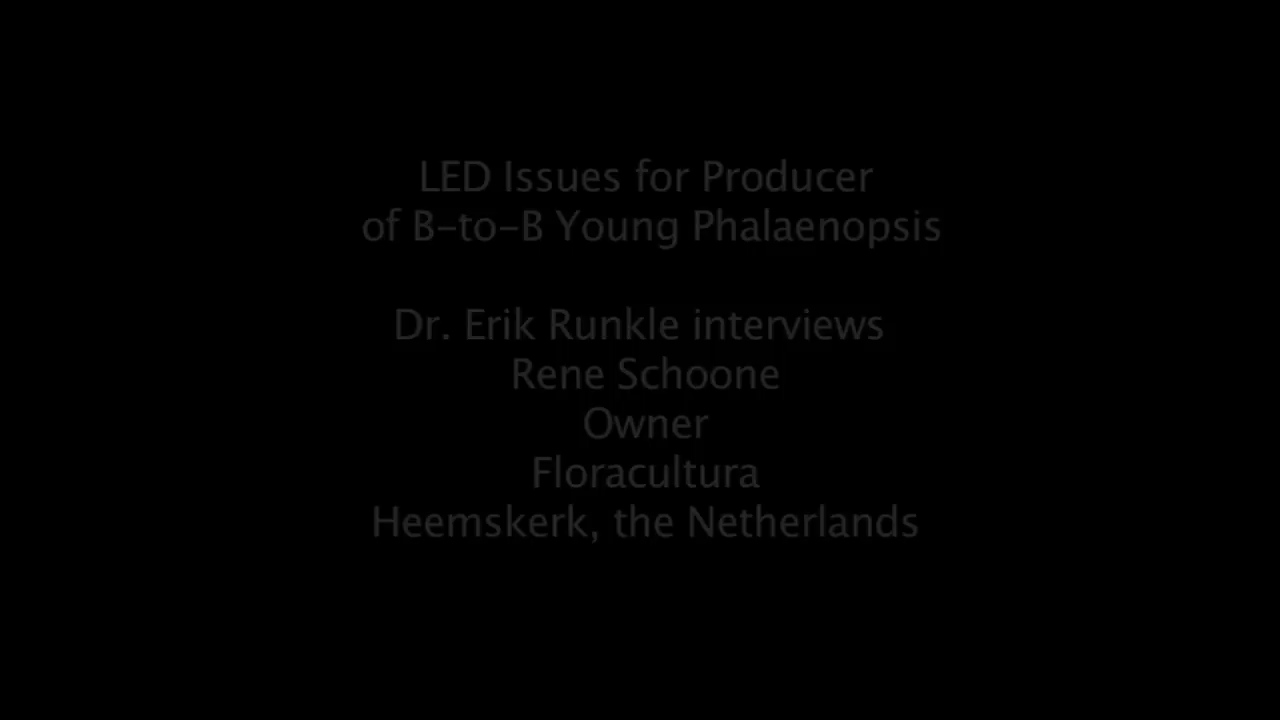 LED Issues for Producer
of B-to-B Young Phalaenopsis
Dr. Erik Runkle interviews
Rene Schoone
Owner
Floracultura
Heemskerk, the Netherlands